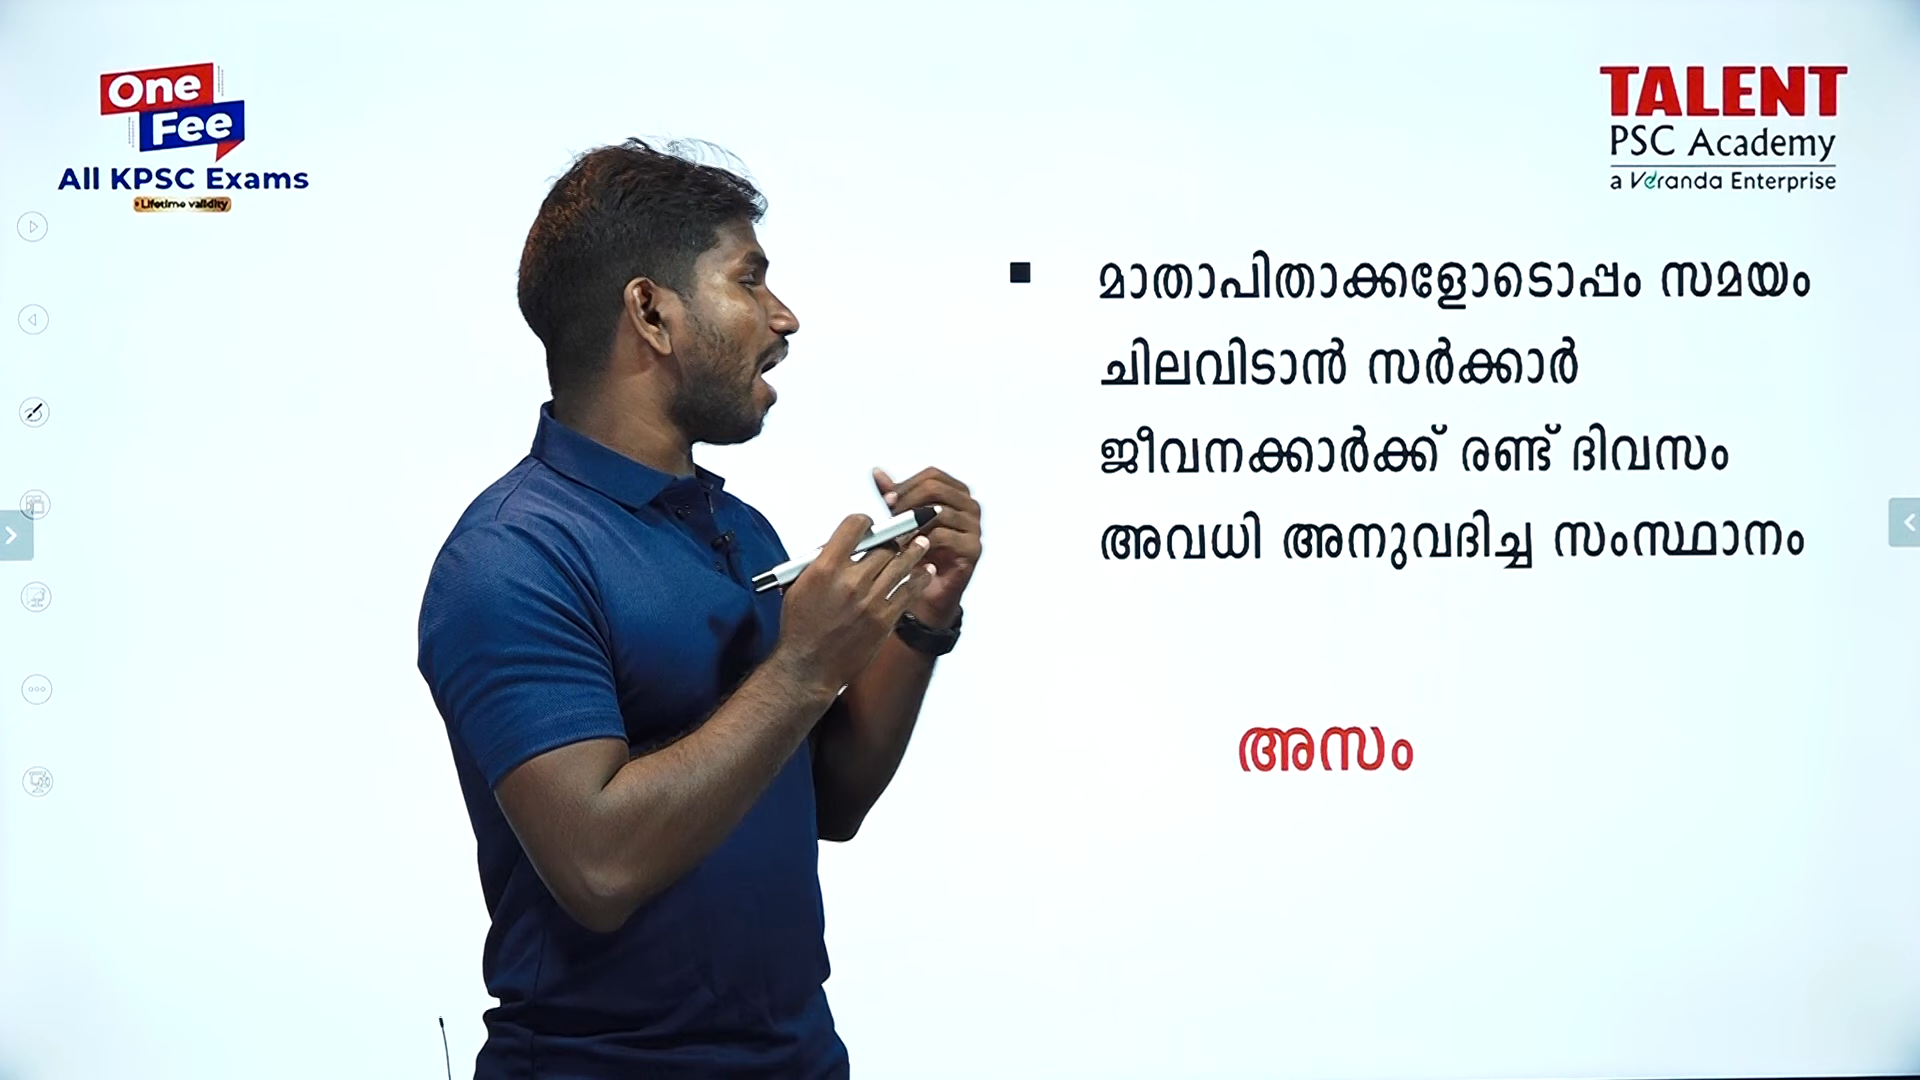 One
Fee
All KPSC Exams
Lifetime validity
TALENT
PSC Academy
a Veranda Enterprise
മാതാപിതാക്കളോടൊപ്പം സമയം
ചിലവിടാൻ സർക്കാർ
ജീവനക്കാർക്ക് രണ്ട് ദിവസം
അവധി അനുവദിച്ച സംസ്ഥാനം
അസം